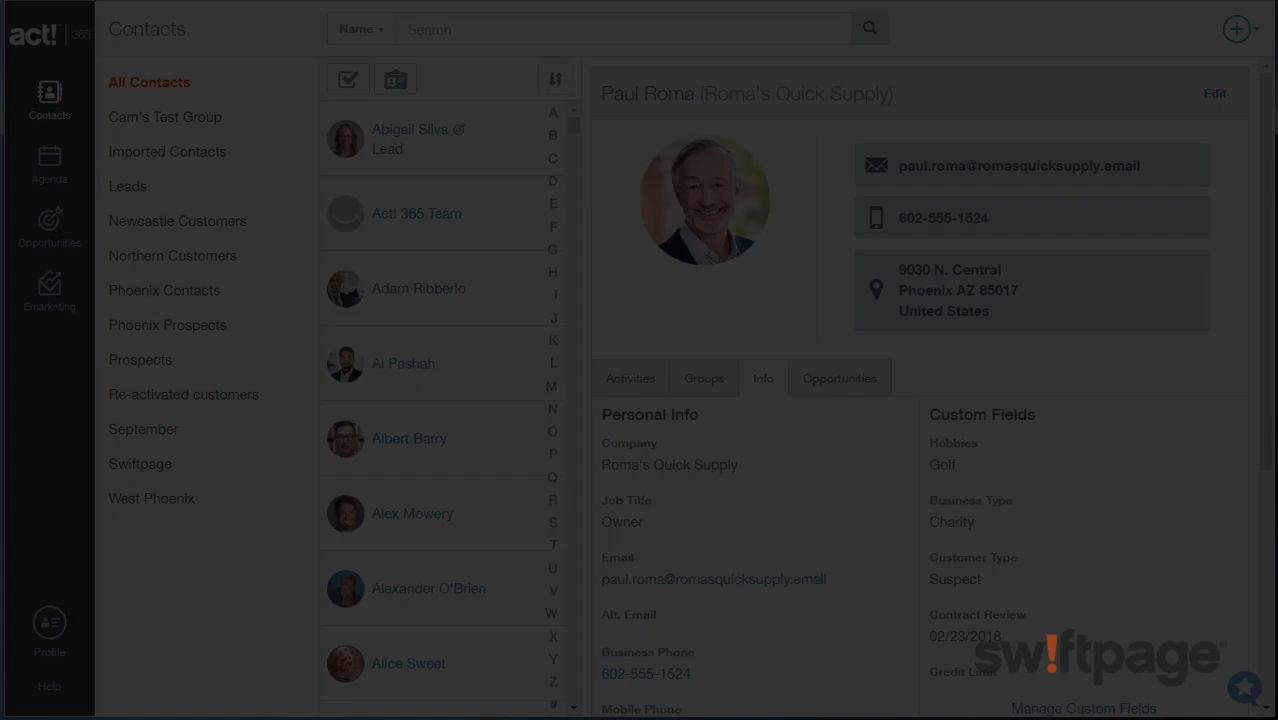 act! 365
Contacts
Name
Search
Contacts
Agenda
Opportunities
Emarketing
Profile
Help
All Contacts
Cam's Test Group
Imported Contacts
Leads
Newcastle Customers
Northern Customers
Phoenix Contacts
Phoenix Prospects
Prospects
Re-activated customers
September
Swiftpage
West Phoenix
Abigail Silva
Lead
Act! 365 Team
Adam Ribberio
Al Pashah
Albert Barry
Alex Mowery
Alexander O'Brien
Alice Sweet
A
B
C
D
E
F
G
H
I
J
K
L
M
N
O
P
Q
R
S
T
U
V
W
X
Y
Z
#
Paul Roma (Roma's Quick Supply)
Edit
paul.roma@romasquicksupply.email
602-555-1524
9030 N. Central
Phoenix AZ 85017
United States
Activities
Groups
Info
Opportunities
Personal Info
Company
Roma's Quick Supply
Job Title
Owner
Email
paul.roma@romasquicksupply.email
Alt. Email
Business Phone
602-555-1524
Mobile Phone
Custom Fields
Hobbies
Golf
Business Type
Charity
Customer Type
Suspect
Contract Review
02/23/2018
Credit Limit
Manage Custom Fields
sw!ftpage™